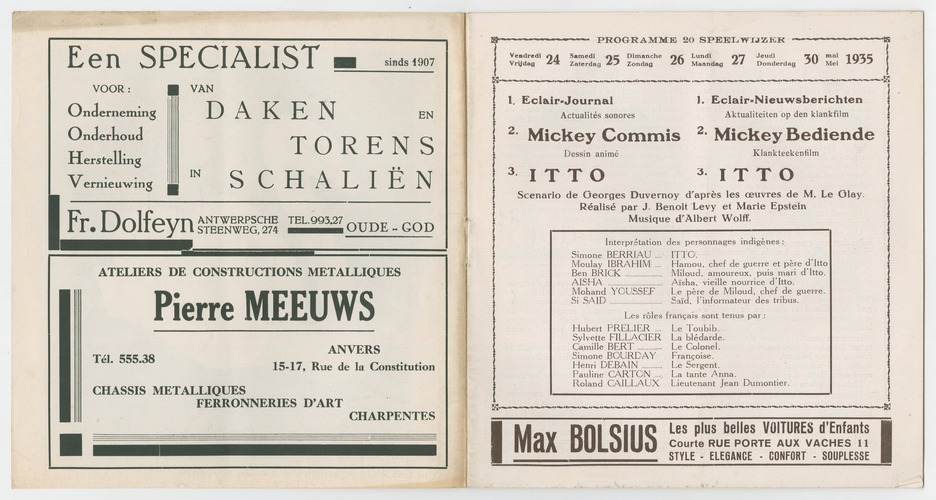 Een SPECIALIST sinds 1907
VOOR : VAN
Onderneming DAKEN EN
Onderhoud TORENS
Herstelling IN SCHALIËN
Vernieuwing
Fr. Dolfeyn ANTWERPSCHE STEENWEG, 274 TEL. 993,27 OUDE - GOD
ATELIERS DE CONSTRUCTIONS METALLIQUES
Pierre MEEUWS
Tél. 555.38
ANVERS
15-17, Rue de la Constitution
CHASSIS METALLIQUES
FERRONNERIES D'ART
CHARPENTES
PROGRAMME 20 SPEELWIJZER
Vendredi Vrijdag 24 Samedi Zaterdag 25 Dimanche Zondag 26 Lundi Maandag 27 Jeudi Donderdag 30 mai Mei 1935
1. Eclair-Journal
Actualités sonores
2. Mickey Commis
Dessin animé
3. ITTO
1. Eclair-Nieuwsberichten
Aktualiteiten op den klankfilm
2. Mickey Bediende
Klankteekenfilm
3. ITTO
Scenario de Georges Duvernoy d'après les œuvres de M. Le Glay.
Réalisé par J. Benoit Levy et Marie Epstein
Musique d'Albert Wolff.
Interprétation des personnages indigènes :
Simone BERRIAU ... ITTO.
Moulay IBRAHIM ... Hamou, chef de guerre et père d'Itto
Ben BRICK ... Miloud, amoureux, puis mari d'Itto.
AISHA ... Aïsha, vieille nourrice d'Itto.
Mohand YOUSSEF Le père de Miloud, chef de guerre.
Si SAID ... Saïd, l'informateur des tribus.
Les rôles français sont tenus par :
Hubert PRELIER ... Le Toubib.
Sylvette FILLACIER La blédarde.
Camille BERT ... Le Colonel.
Simone BOURDAY Françoise.
Henri DEBAIN ... Le Sergent.
Pauline CARTON ... La tante Anna.
Roland CAILLAUX Lieutenant Jean Dumontier.
Max BOLSIUS
Les plus belles VOITURES d'Enfants
Courte RUE PORTE AUX VACHES 11
STYLE - ELEGANCE - CONFORT - SOUPLESSE